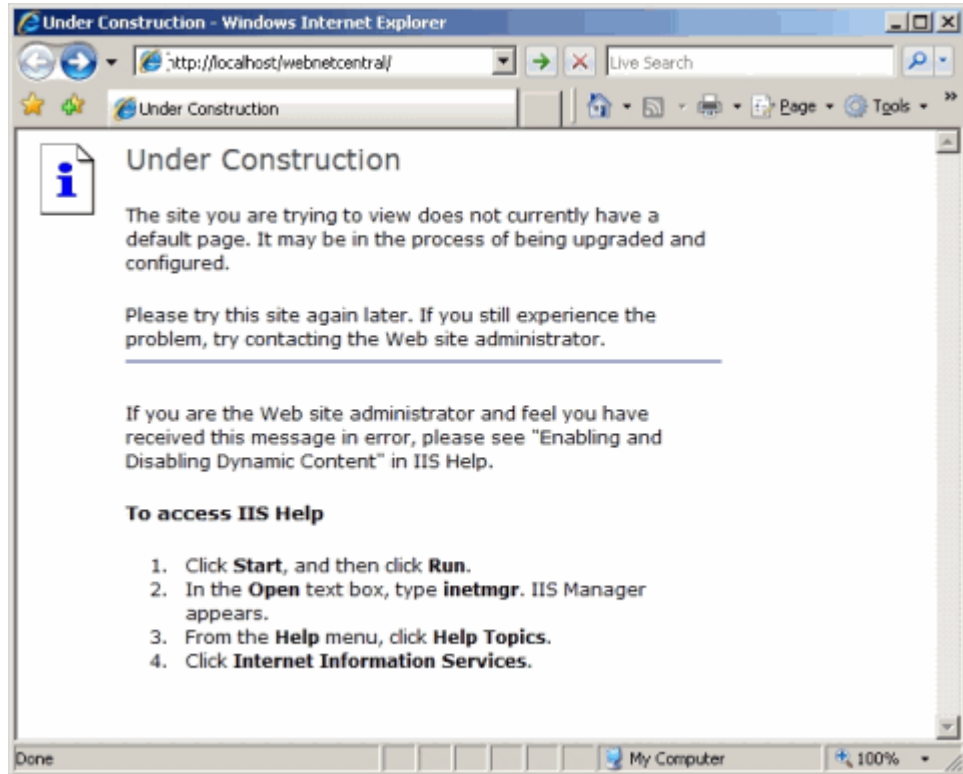 Under Construction - Windows Internet Explorer
http://localhost/webnetcentral/
Live Search
Under Construction
Page
Tools
»
Under Construction
The site you are trying to view does not currently have a
default page. It may be in the process of being upgraded and
configured.
Please try this site again later. If you still experience the
problem, try contacting the Web site administrator.
If you are the Web site administrator and feel you have
received this message in error, please see "Enabling and
Disabling Dynamic Content" in IIS Help.
To access IIS Help
1. Click Start, and then click Run.
2. In the Open text box, type inetmgr. IIS Manager
appears.
3. From the Help menu, click Help Topics.
4. Click Internet Information Services.
Done
My Computer
100%